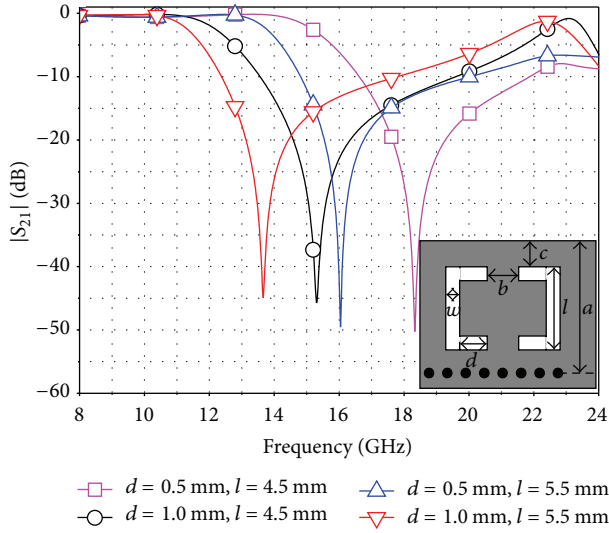 0
−10
−20
−30
−40
−50
−60
|S21| (dB)
8
10
12
14
16
18
20
22
24
Frequency (GHz)
c
b
w
l
a
d
d = 0.5 mm, l = 4.5 mm
d = 1.0 mm, l = 4.5 mm
d = 0.5 mm, l = 5.5 mm
d = 1.0 mm, l = 5.5 mm